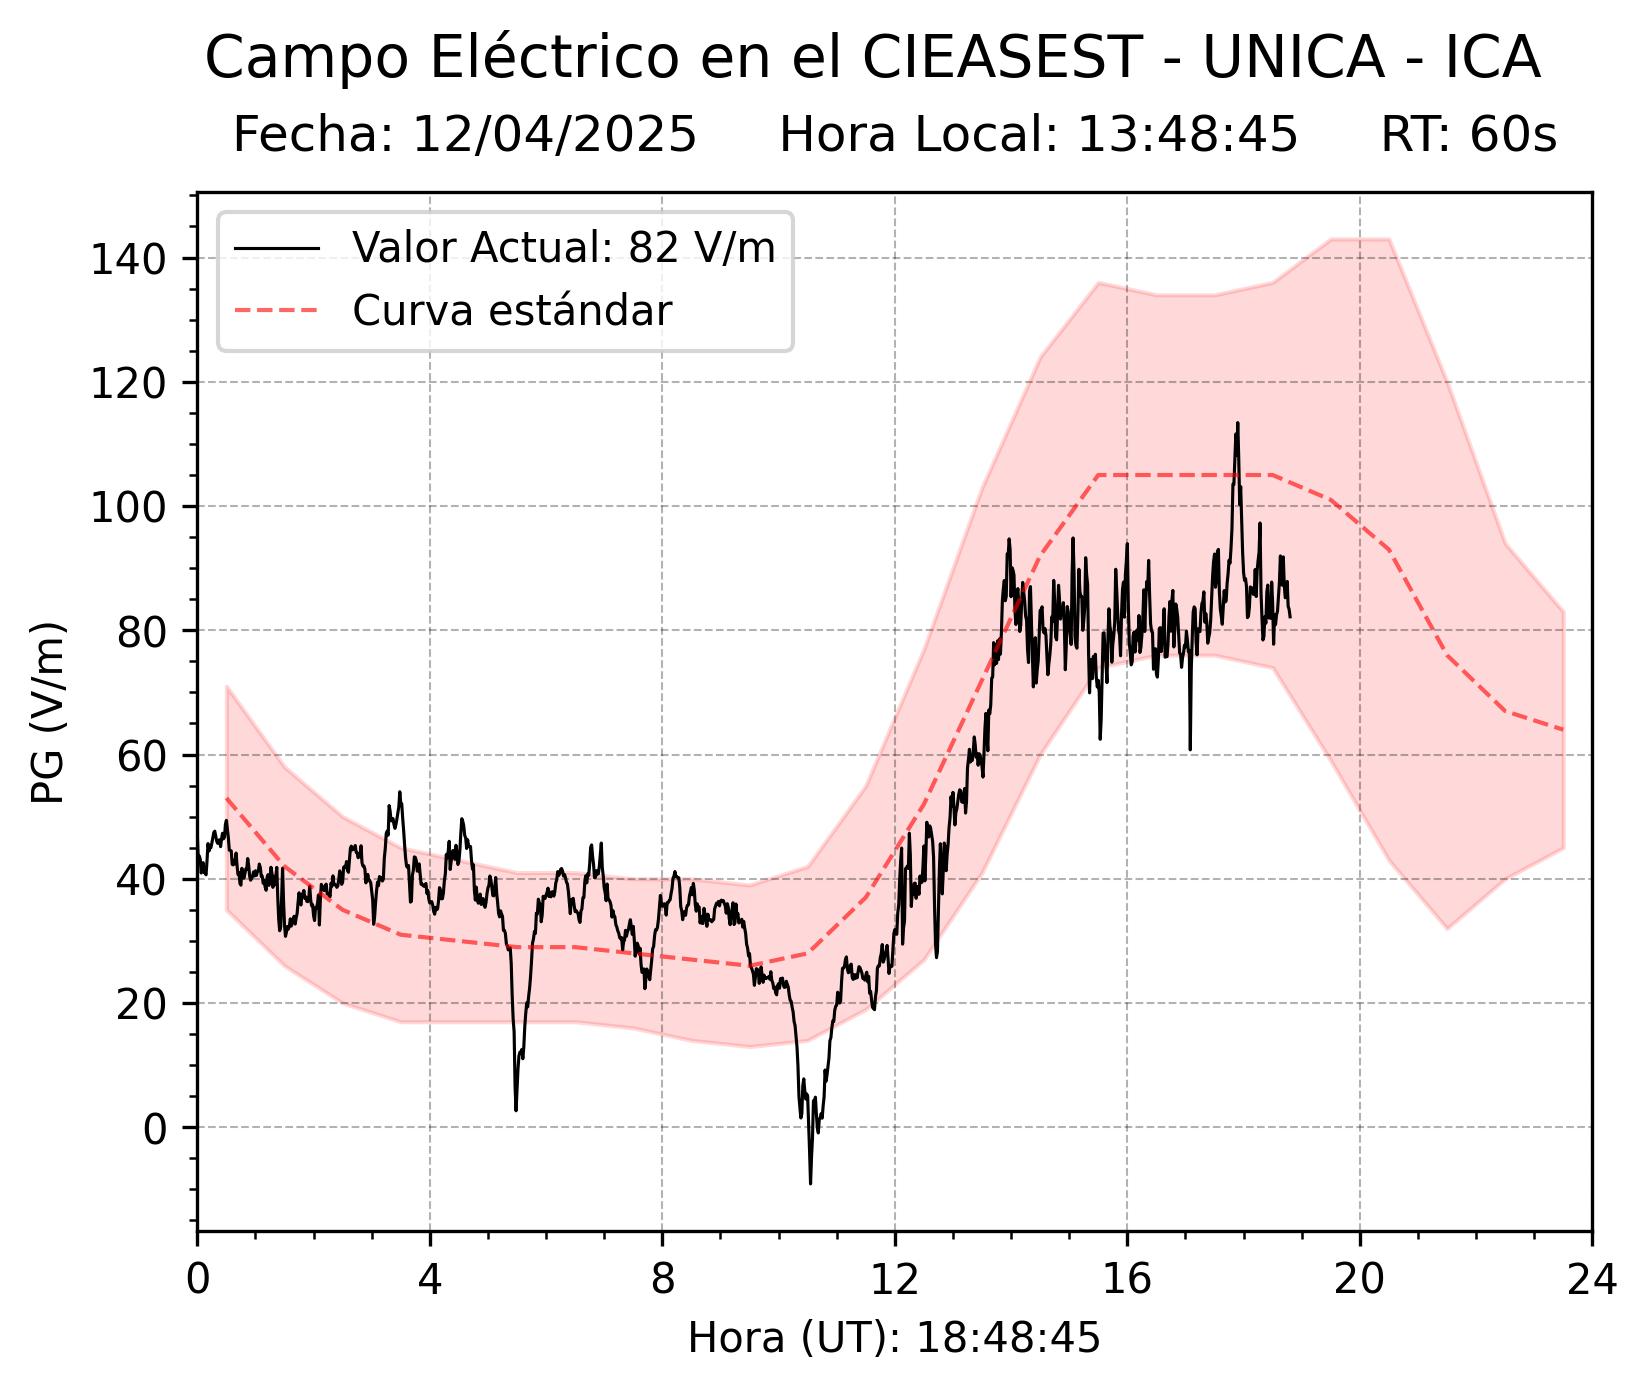 Campo Eléctrico en el CIEASEST - UNICA - ICA
Fecha: 12/04/2025 Hora Local: 13:48:45 RT: 60s
Valor Actual: 82 V/m
Curva estándar
140
120
100
80
60
40
20
0
PG (V/m)
0 4 8 12 16 20 24
Hora (UT): 18:48:45